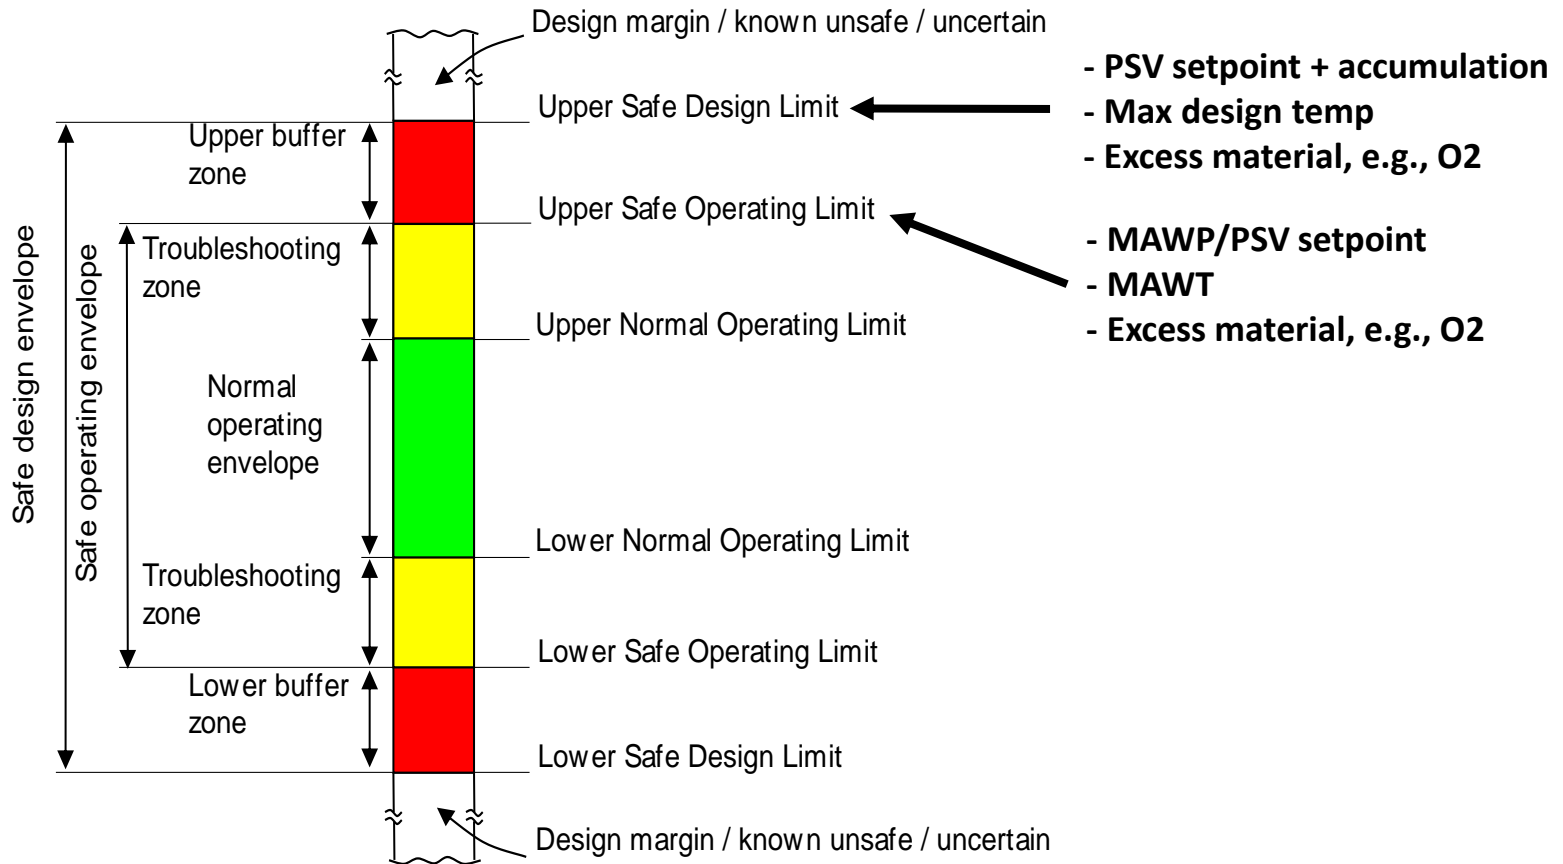 Design margin / known unsafe / uncertain
- PSV setpoint + accumulation
Upper Safe Design Limit
- Max design temp
- Excess material, e.g., O2
Upper buffer
zone
Upper Safe Operating Limit
- MAWP/PSV setpoint
- MAWT
- Excess material, e.g., O2
Troubleshooting
zone
Upper Normal Operating Limit
Safe design envelope
Safe operating envelope
Normal
operating
envelope
Lower Normal Operating Limit
Troubleshooting
zone
Lower Safe Operating Limit
Lower buffer
zone
Lower Safe Design Limit
Design margin / known unsafe / uncertain